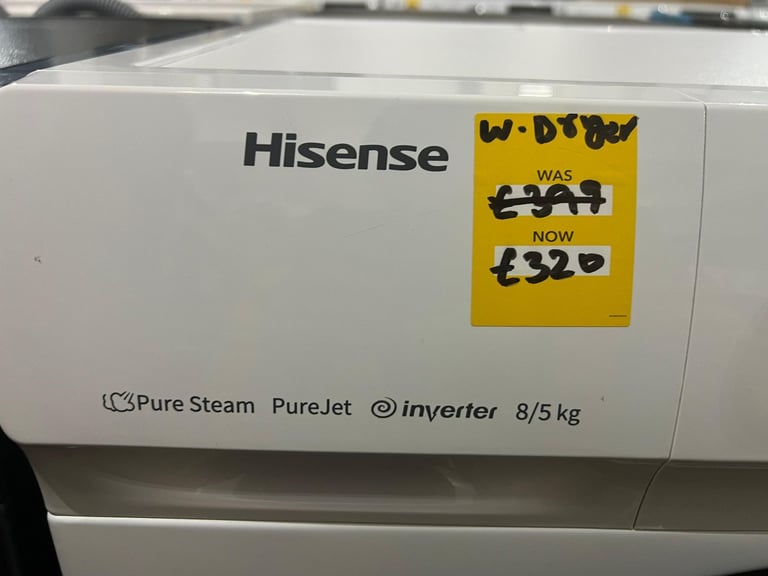 Hisense
W.Dryer
WAS
£399
NOW
£320
Pure Steam PureJet inverter 8/5 kg